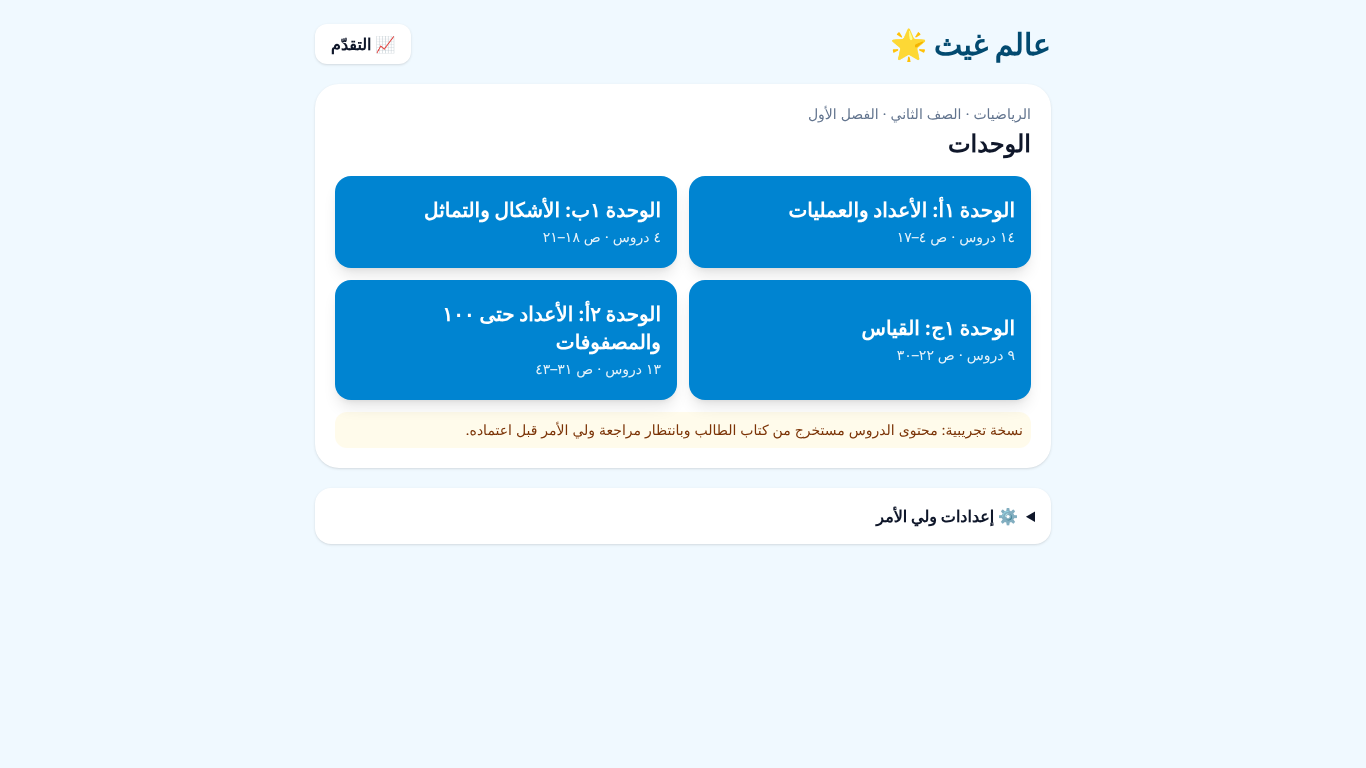 عالم غيث 🌟
📈 التقدّم
الرياضيات · الصف الثاني · الفصل الأول
الوحدات
الوحدة ١أ: الأعداد والعمليات
١٤ دروس · ص ٤–١٧
الوحدة ١ب: الأشكال والتماثل
٤ دروس · ص ١٨–٢١
الوحدة ١ج: القياس
٩ دروس · ص ٢٢–٣٠
الوحدة ٢أ: الأعداد حتى ١٠٠
والمصفوفات
١٣ دروس · ص ٣١–٤٣
نسخة تجريبية: محتوى الدروس مستخرج من كتاب الطالب وبانتظار مراجعة ولي الأمر قبل اعتماده.
⚙️ إعدادات ولي الأمر